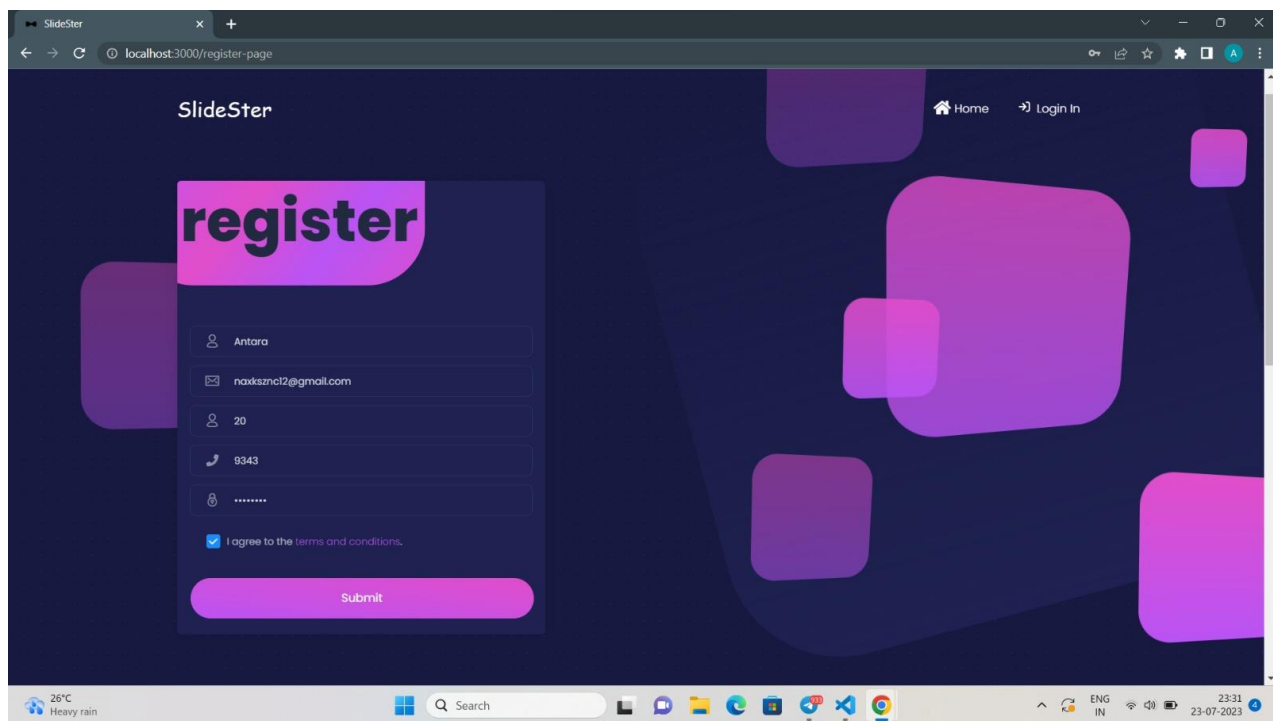 SlideSter
localhost:3000/register-page
A
SlideSter
Home
Login In
register
Antara
naxksznc12@gmail.com
20
9343
••••••••
I agree to the terms and conditions.
Submit
26°C
Heavy rain
Search
ENG
IN
23:31
23-07-2023
4